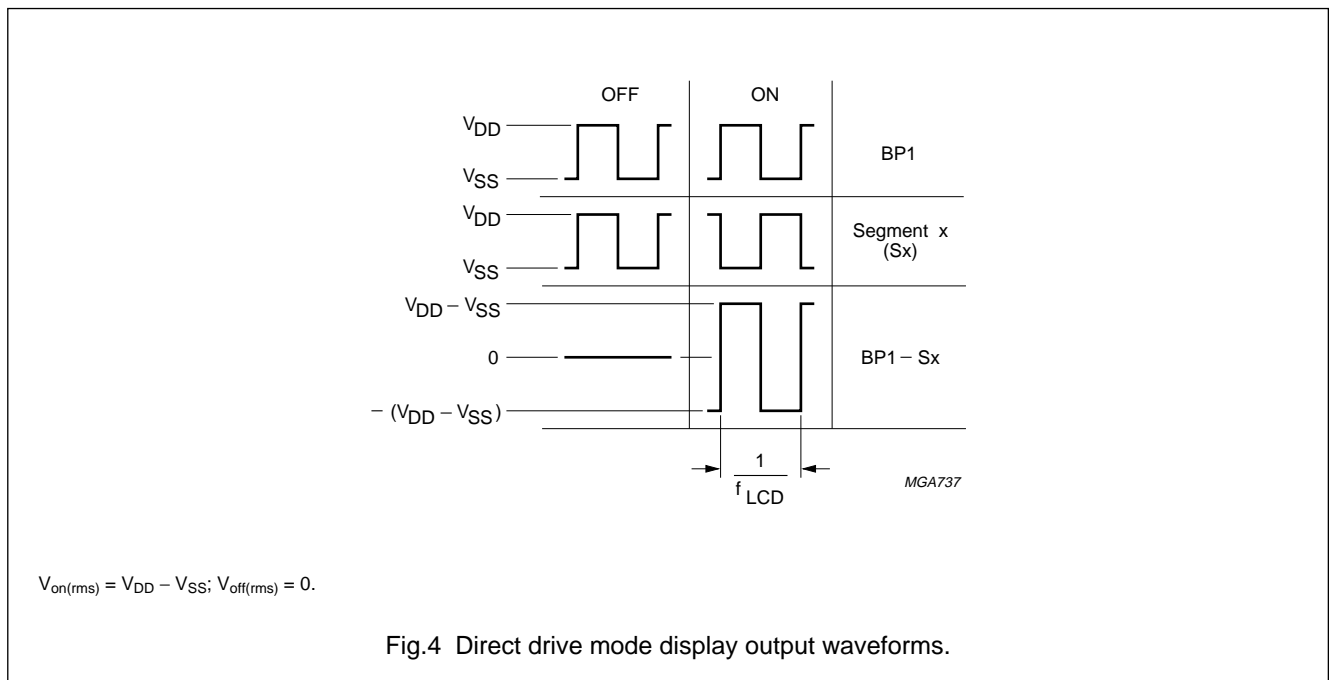 OFF ON
VDD
VSS
BP1
VDD
VSS
Segment x
(Sx)
VDD − VSS
0
− (VDD − VSS)
BP1 − Sx
1
fLCD
MGA737
Von(rms) = VDD − VSS; Voff(rms) = 0.
Fig.4 Direct drive mode display output waveforms.